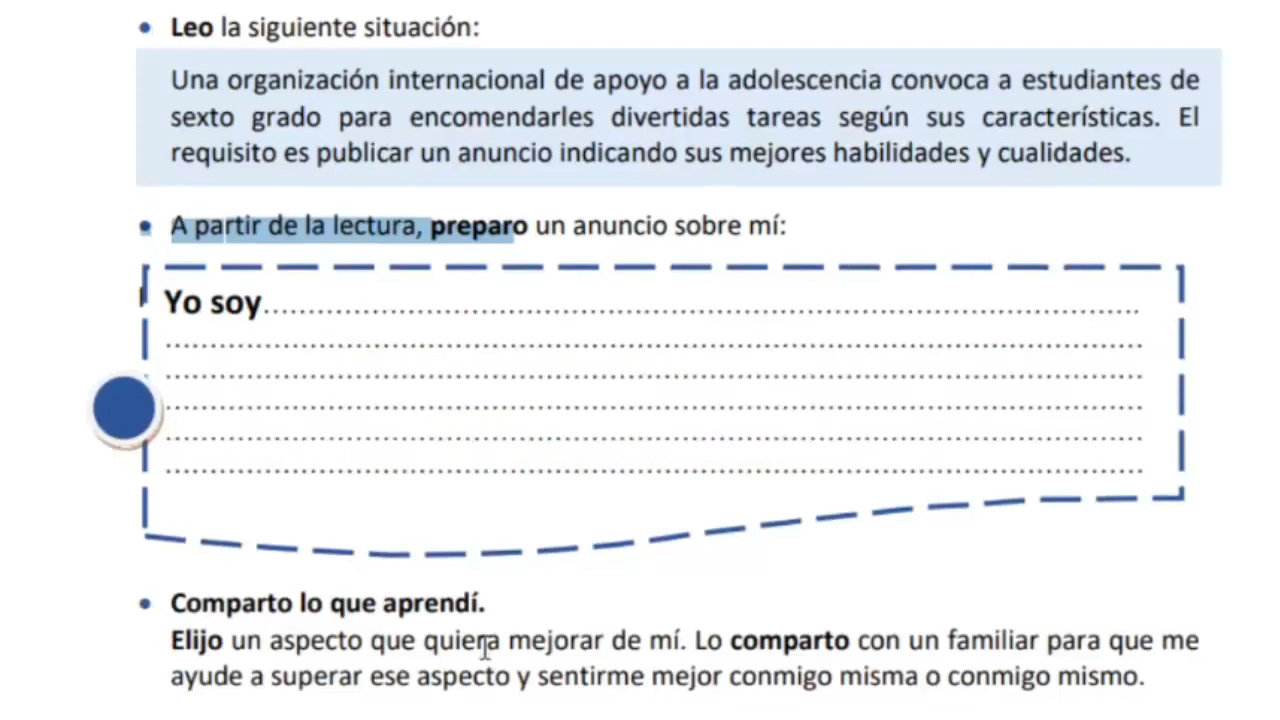 • Leo la siguiente situación:
Una organización internacional de apoyo a la adolescencia convoca a estudiantes de
sexto grado para encomendarles divertidas tareas según sus características. El
requisito es publicar un anuncio indicando sus mejores habilidades y cualidades.
• A partir de la lectura, preparo un anuncio sobre mí:
Yo soy................................................................................
................................................................................
................................................................................
................................................................................
................................................................................
................................................................................
• Comparto lo que aprendí.
Elijo un aspecto que quiera mejorar de mí. Lo comparto con un familiar para que me
ayude a superar ese aspecto y sentirme mejor conmigo misma o conmigo mismo.